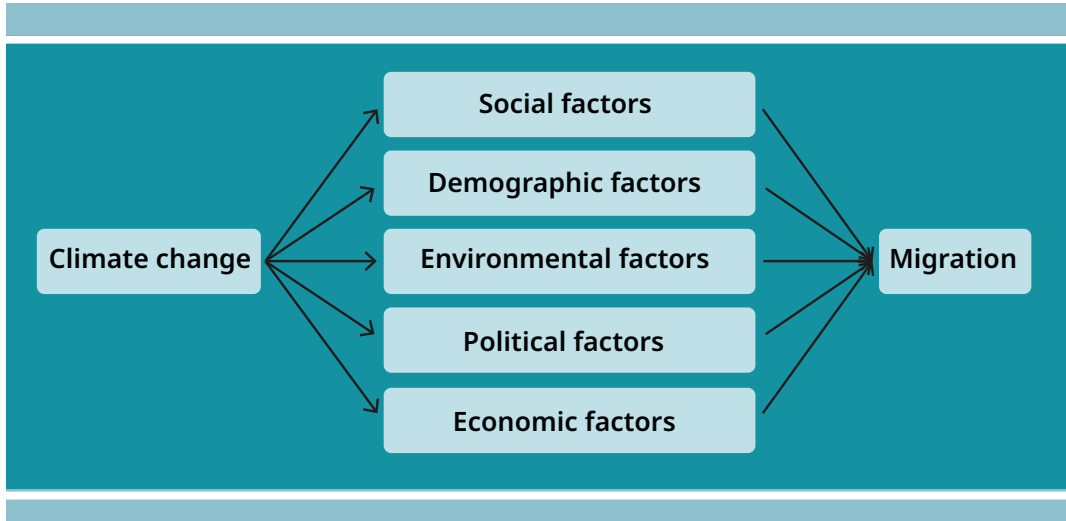 Social factors
Demographic factors
Climate change
Environmental factors
Migration
Political factors
Economic factors